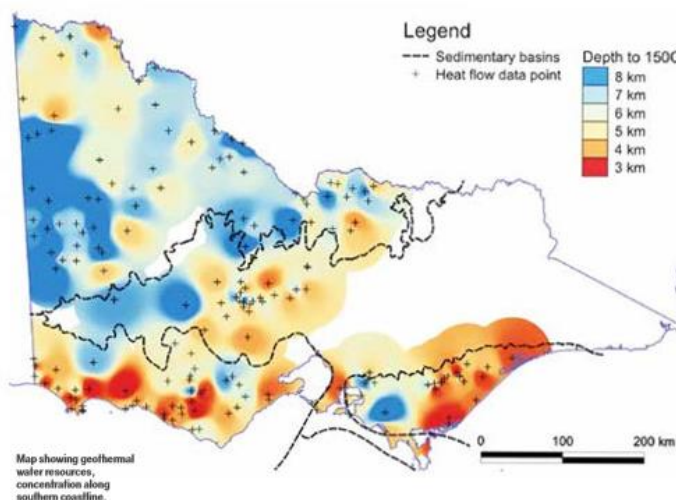 Legend
Sedimentary basins
+ Heat flow data point
Depth to 150C
8 km
7 km
6 km
5 km
4 km
3 km
0 100 200 km
Map showing geothermal
water resources,
concentration along
southern coastline.